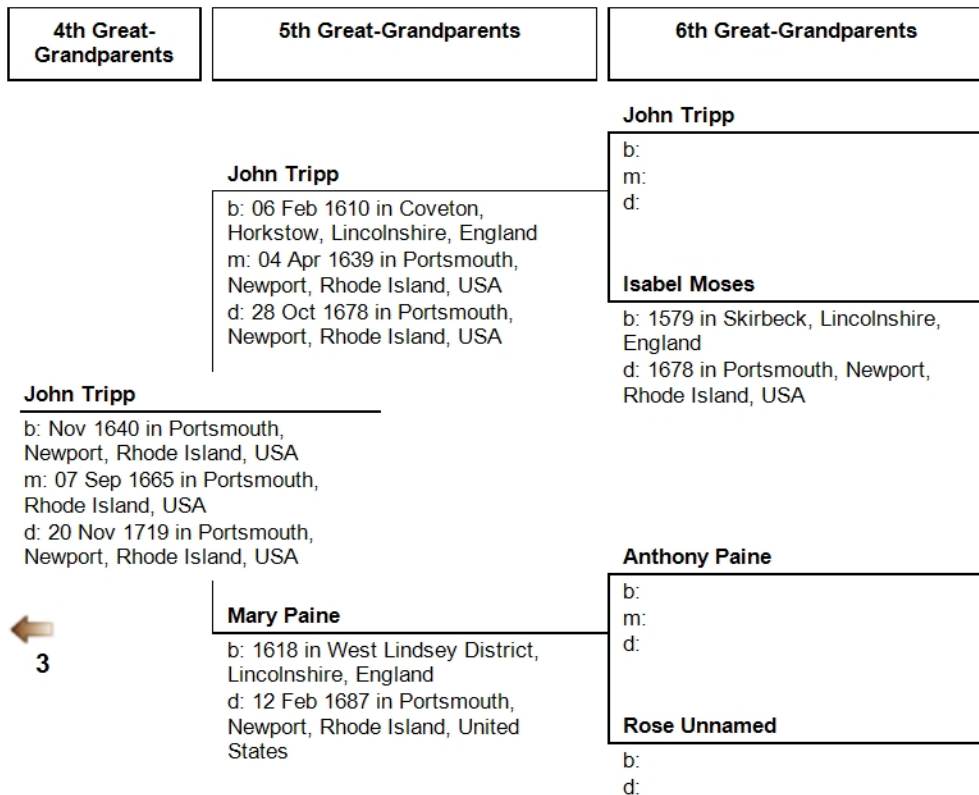 4th Great-
Grandparents
5th Great-Grandparents
6th Great-Grandparents
John Tripp
b:
m:
d:
John Tripp
b: 06 Feb 1610 in Coveton,
Horkstow, Lincolnshire, England
m: 04 Apr 1639 in Portsmouth,
Newport, Rhode Island, USA
d: 28 Oct 1678 in Portsmouth,
Newport, Rhode Island, USA
Isabel Moses
b: 1579 in Skirbeck, Lincolnshire,
England
d: 1678 in Portsmouth, Newport,
Rhode Island, USA
John Tripp
b: Nov 1640 in Portsmouth,
Newport, Rhode Island, USA
m: 07 Sep 1665 in Portsmouth,
Rhode Island, USA
d: 20 Nov 1719 in Portsmouth,
Newport, Rhode Island, USA
Anthony Paine
b:
m:
d:
Mary Paine
b: 1618 in West Lindsey District,
Lincolnshire, England
d: 12 Feb 1687 in Portsmouth,
Newport, Rhode Island, United
States
3
Rose Unnamed
b:
d: